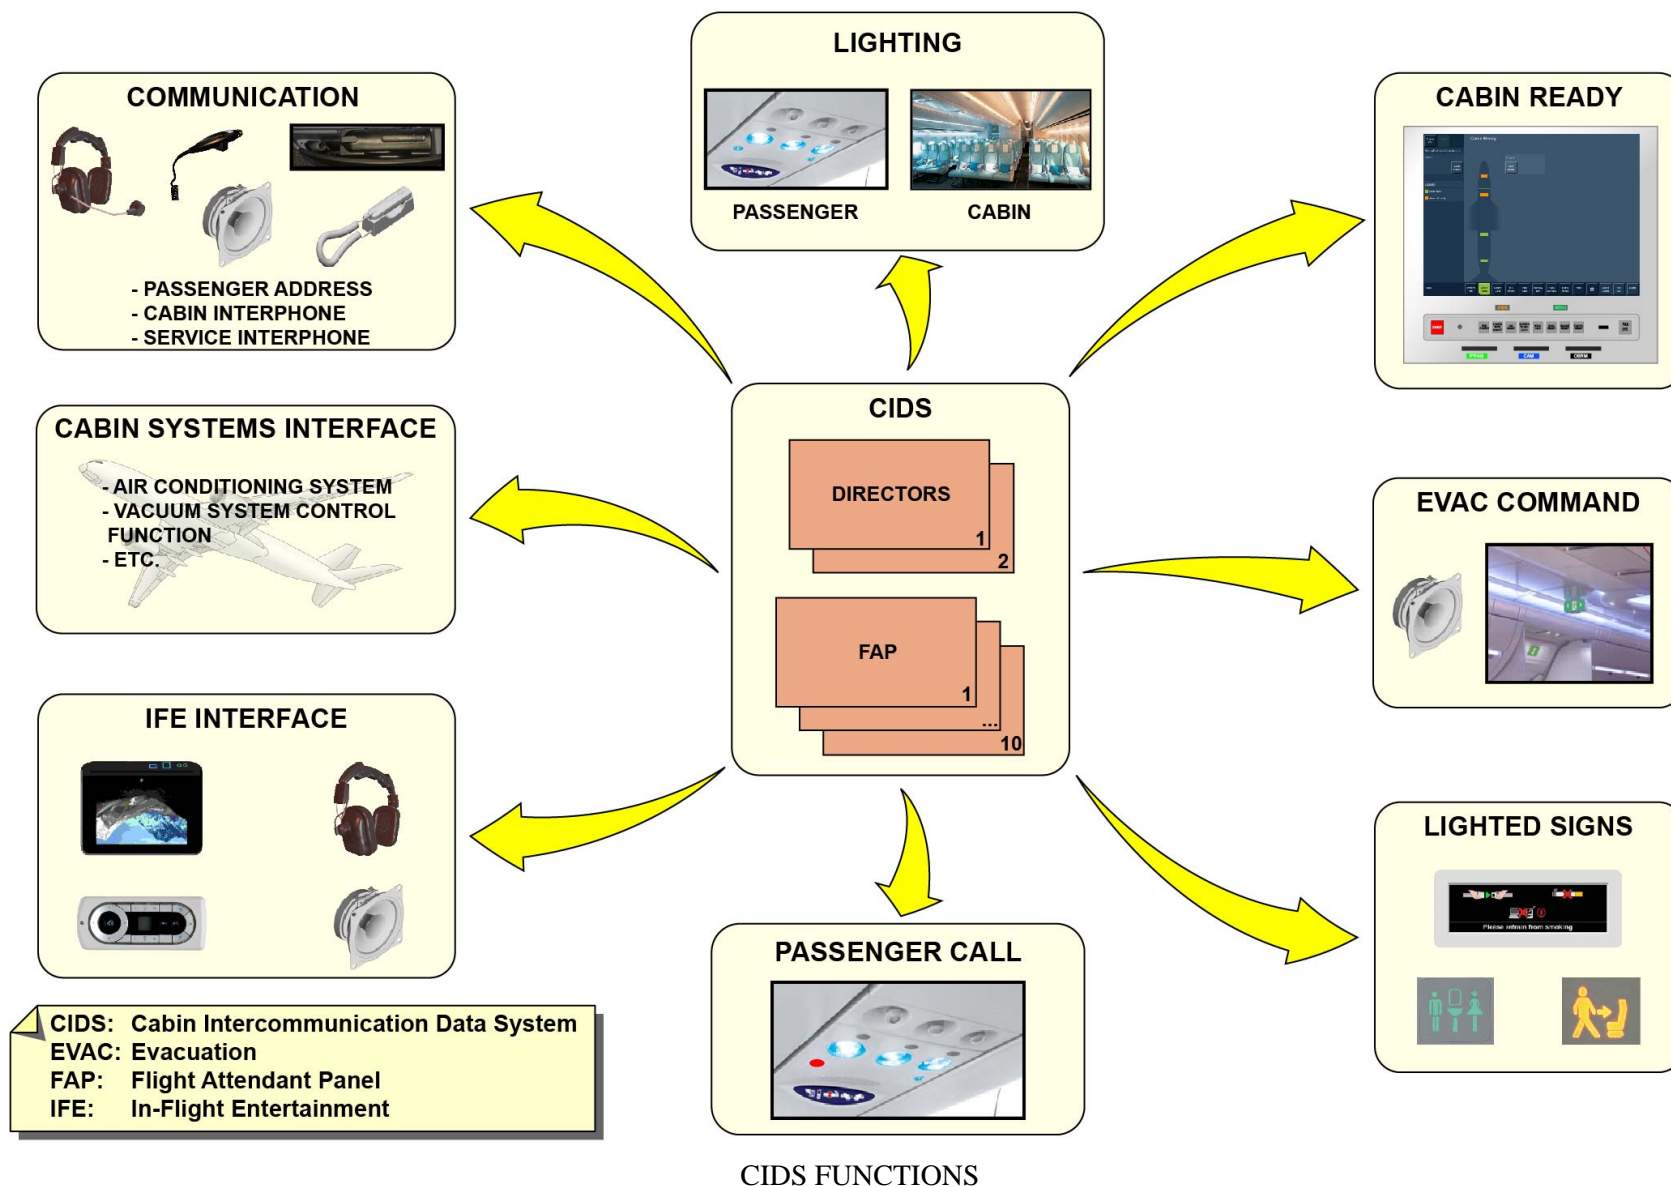 LIGHTING
PASSENGER
CABIN
COMMUNICATION
- PASSENGER ADDRESS
- CABIN INTERPHONE
- SERVICE INTERPHONE
CABIN READY
CABIN SYSTEMS INTERFACE
- AIR CONDITIONING SYSTEM
- VACUUM SYSTEM CONTROL
FUNCTION
- ETC.
CIDS
DIRECTORS
1
2
FAP
1
...
10
EVAC COMMAND
IFE INTERFACE
PASSENGER CALL
LIGHTED SIGNS
Please refrain from smoking
CIDS: Cabin Intercommunication Data System
EVAC: Evacuation
FAP: Flight Attendant Panel
IFE: In-Flight Entertainment
CIDS FUNCTIONS